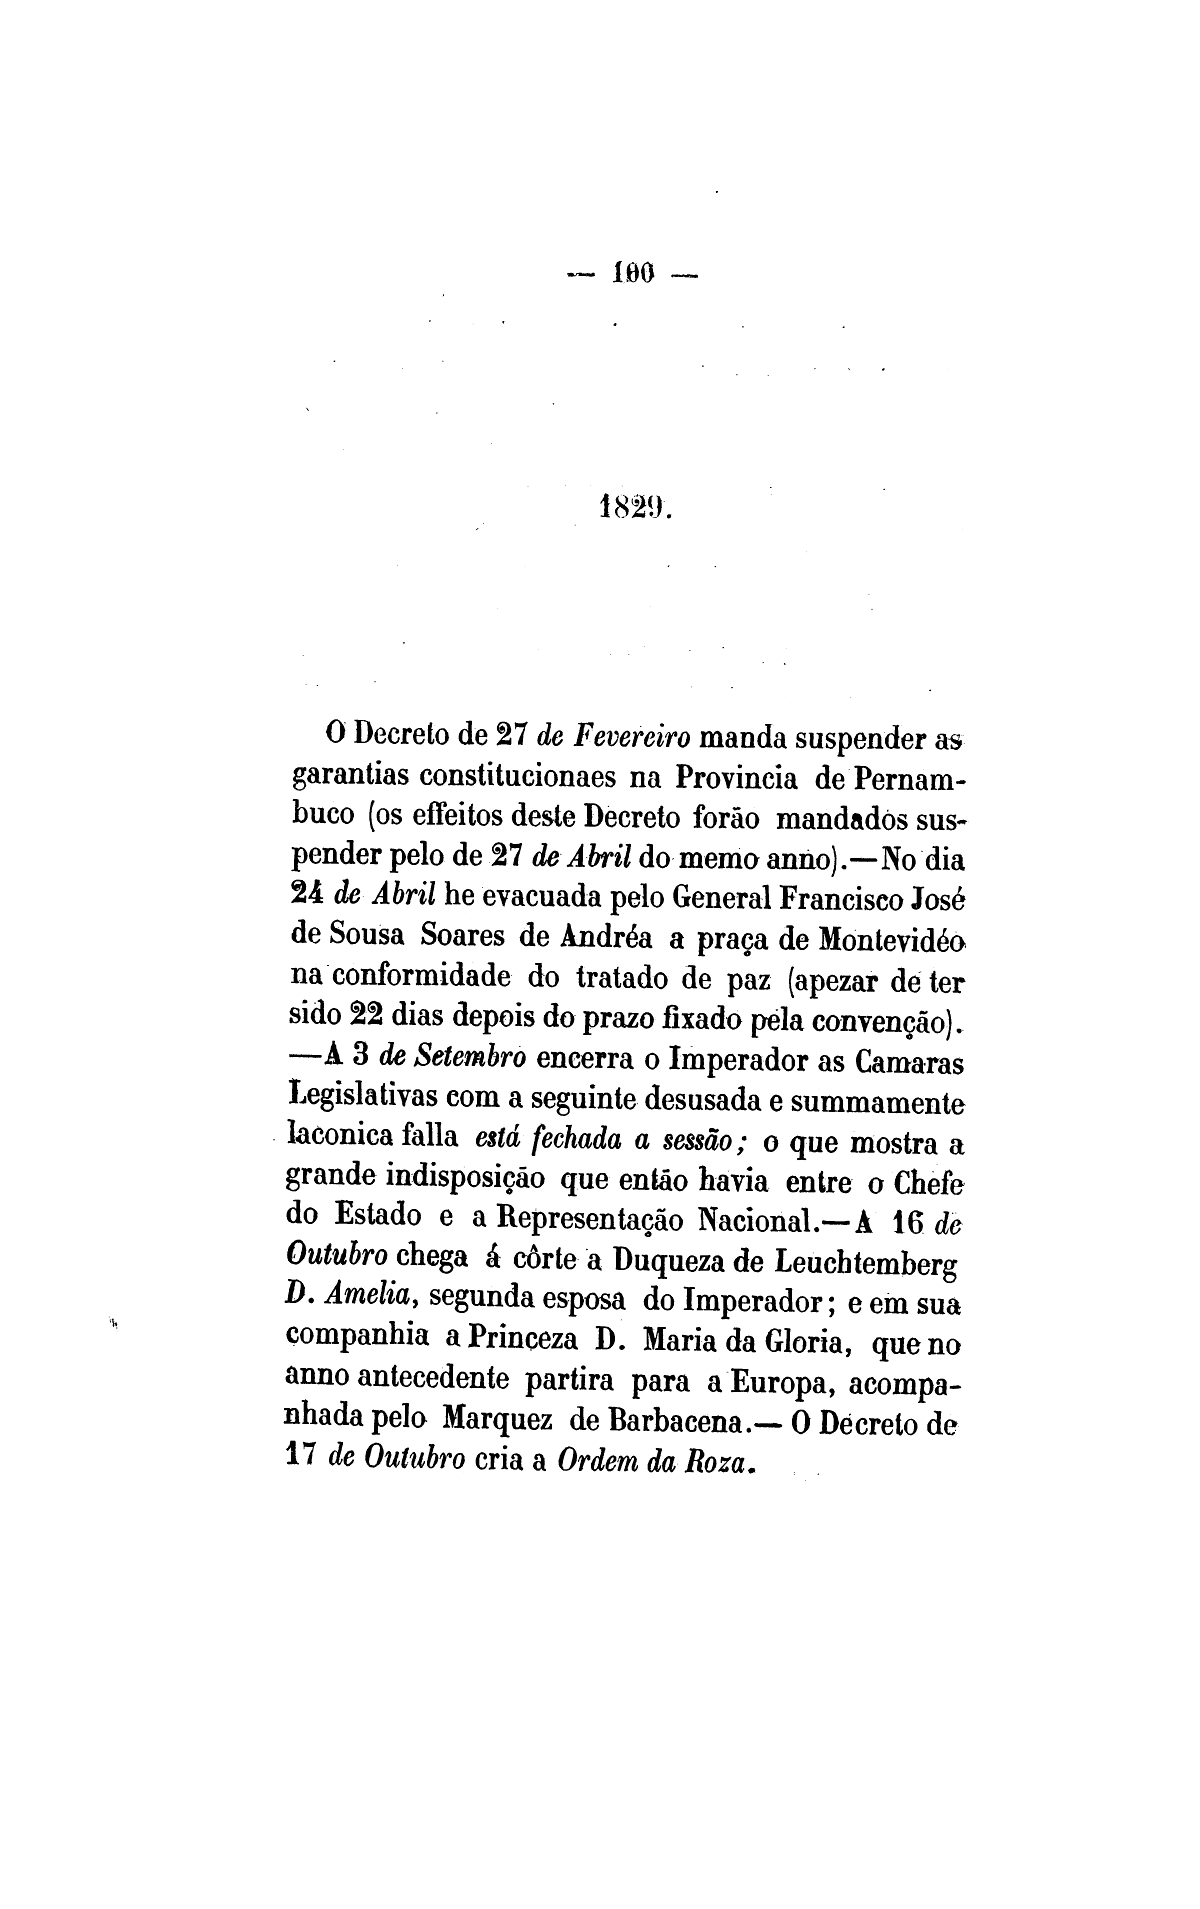 — 100 —
1829.
O Decreto de 27 de Fevereiro manda suspender as
garantias constitucionaes na Provincia de Pernam-
buco (os effeitos deste Decreto forão mandados sus-
pender pelo de 27 de Abril do memo anno).—No dia
24 de Abril he evacuada pelo General Francisco José
de Sousa Soares de Andréa a praça de Montevidéo
na conformidade do tratado de paz (apezar de ter
sido 22 dias depois do prazo fixado pela convenção).
—A 3 de Setembro encerra o Imperador as Camaras
Legislativas com a seguinte desusada e summamente
laconica falla está fechada a sessão; o que mostra a
grande indisposição que então havia entre o Chefe
do Estado e a Representação Nacional.—A 16 de
Outubro chega á côrte a Duqueza de Leuchtemberg
D. Amelia, segunda esposa do Imperador; e em sua
companhia a Princeza D. Maria da Gloria, que no
anno antecedente partira para a Europa, acompa-
nhada pelo Marquez de Barbacena.— O Decreto de
17 de Outubro cria a Ordem da Roza.